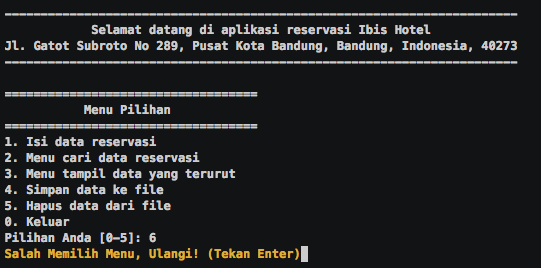 Selamat datang di aplikasi reservasi Ibis Hotel
Jl. Gatot Subroto No 289, Pusat Kota Bandung, Bandung, Indonesia, 40273
Menu Pilihan
1. Isi data reservasi
2. Menu cari data reservasi
3. Menu tampil data yang terurut
4. Simpan data ke file
5. Hapus data dari file
0. Keluar
Pilihan Anda [0-5]: 6
Salah Memilih Menu, Ulangi! (Tekan Enter)